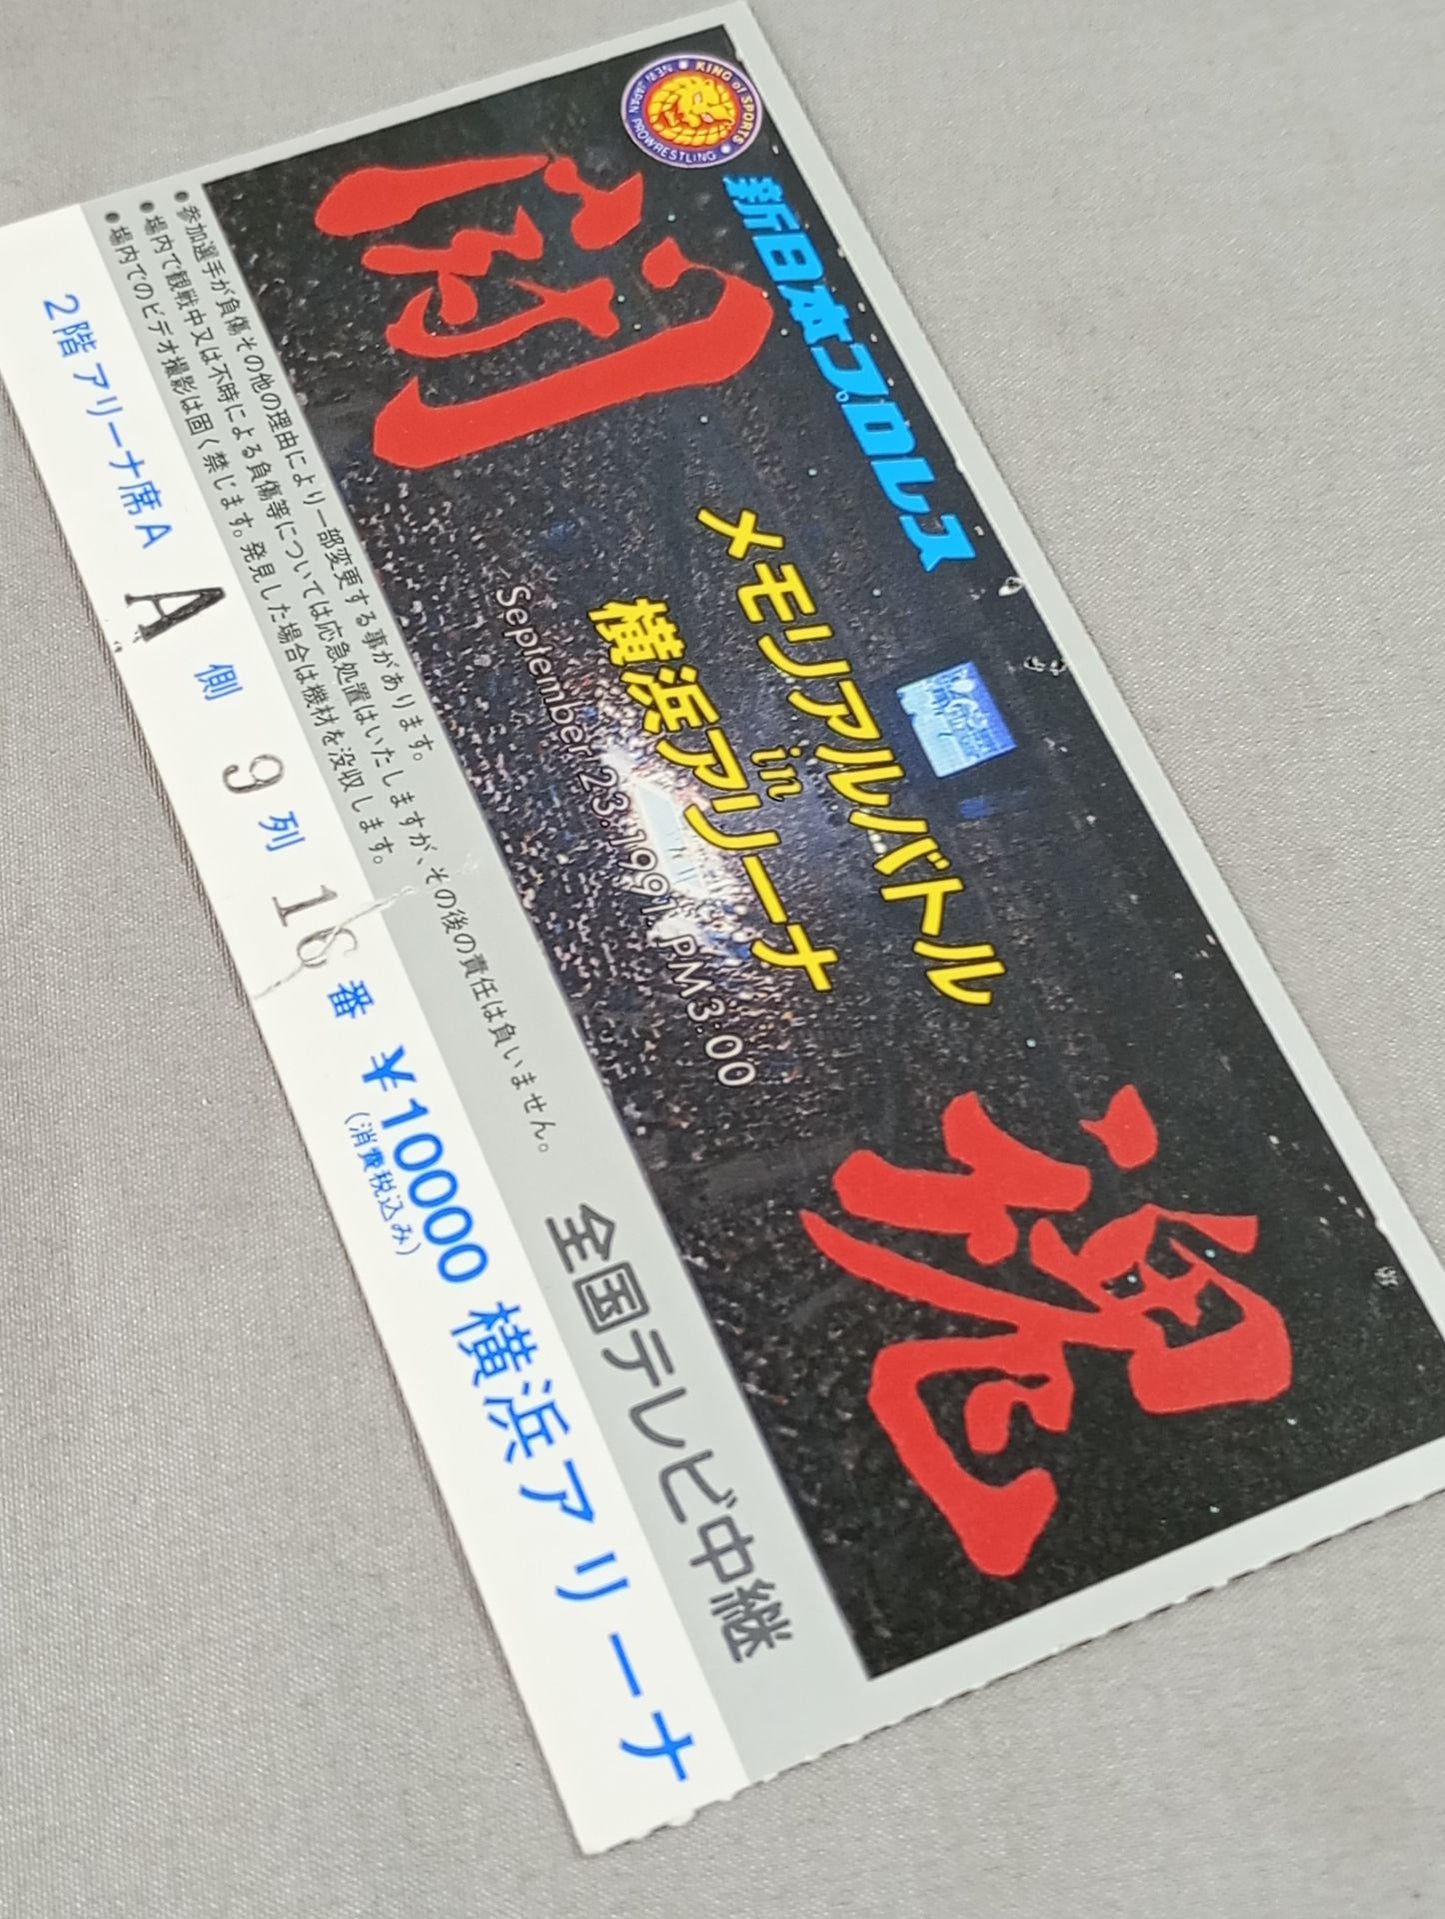 KING of SPORTS
NEW JAPAN PROWRESTLING
新日本プロレス
闘魂
メモリアルバトル
in
横浜アリーナ
September 23.1991. PM3:00
●参加選手が負傷その他の理由により一部変更する事があります。
●場内で観戦中又は不時による負傷等については応急処置はいたしますが、その後の責任は負いません。
●場内でのビデオ撮影は固く禁じます。発見した場合は機材を没収します。
全国テレビ中継
2階 アリーナ席A A 側 9 列 16 番 ¥10000 横浜アリーナ
(消費税込み)